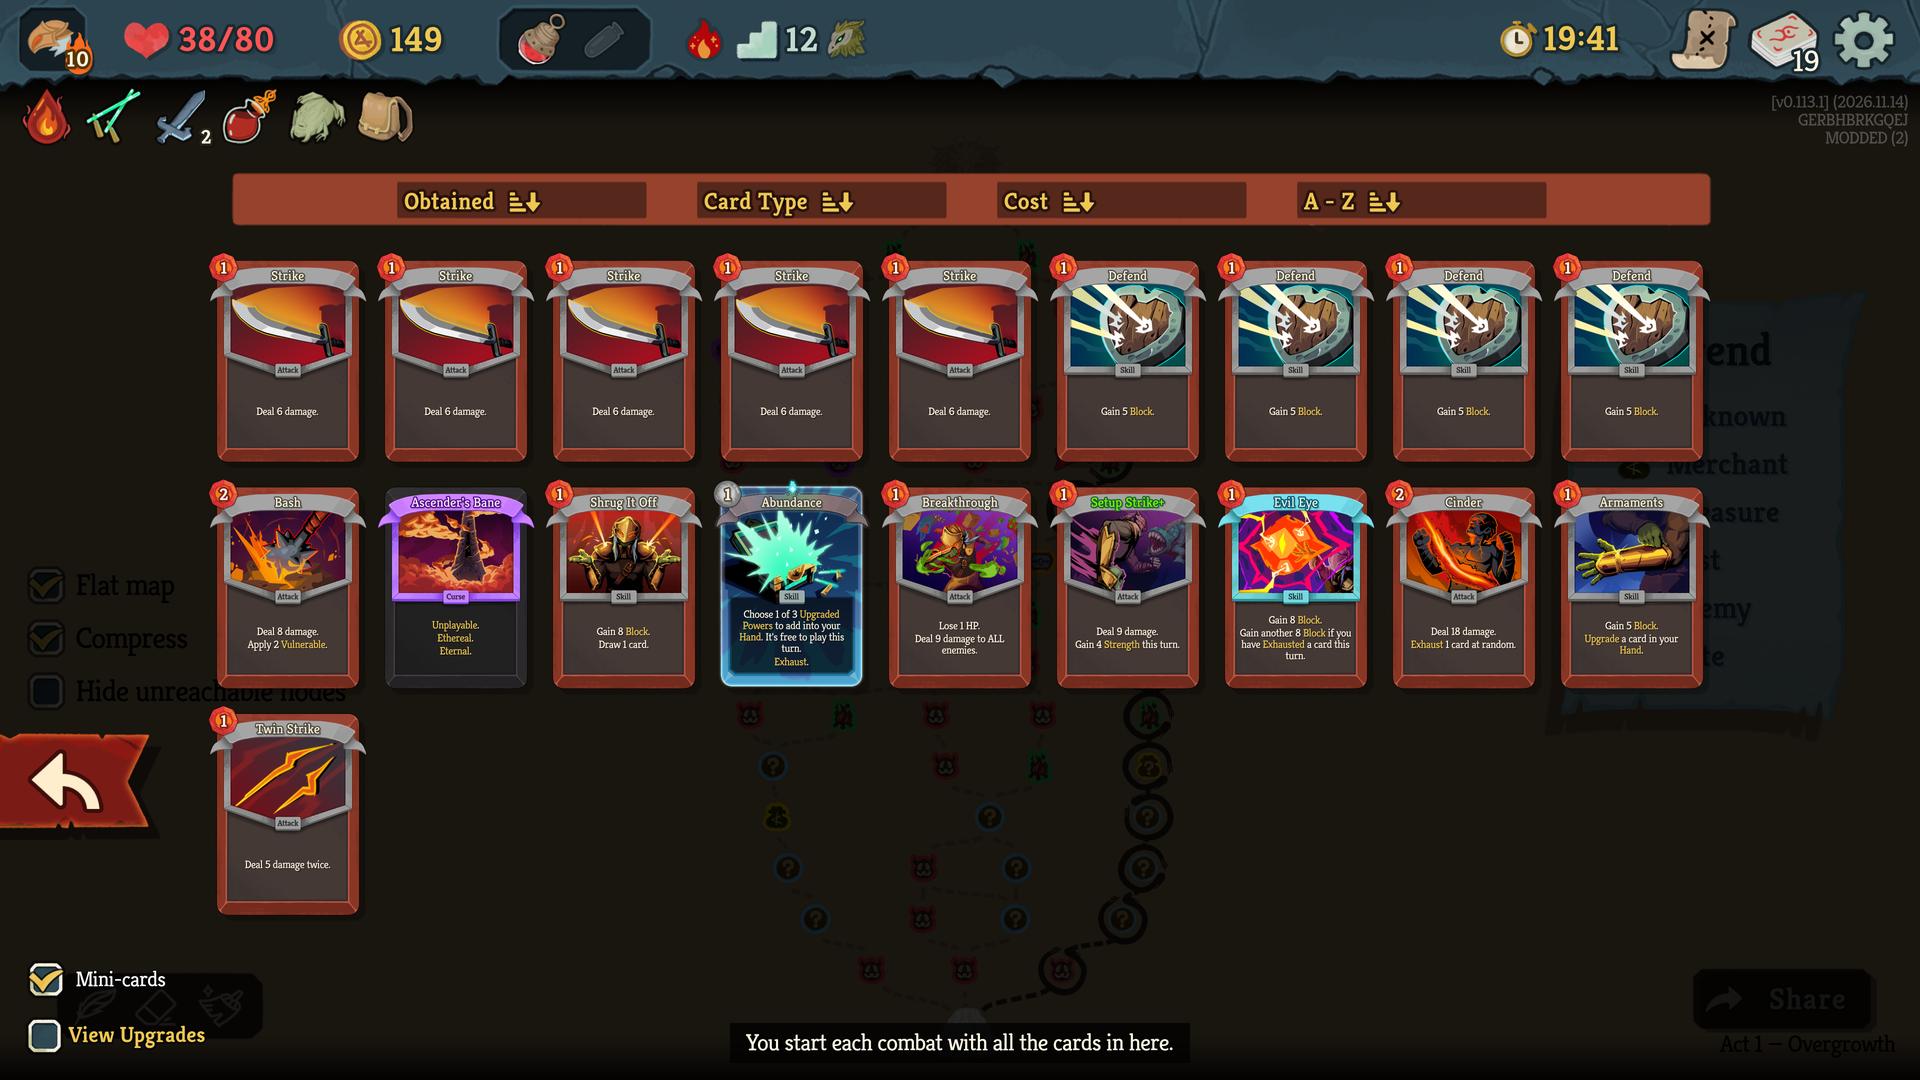 10
38/80
149
12
19:41
19
2
[v0.113.1] (2026.11.14)
GERBHBRKGQEJ
MODDED (2)
Obtained
Card Type
Cost
A - Z
1
Strike
Attack
Deal 6 damage.
1
Strike
Attack
Deal 6 damage.
1
Strike
Attack
Deal 6 damage.
1
Strike
Attack
Deal 6 damage.
1
Strike
Attack
Deal 6 damage.
1
Defend
Skill
Gain 5 Block.
1
Defend
Skill
Gain 5 Block.
1
Defend
Skill
Gain 5 Block.
1
Defend
Skill
Gain 5 Block.
2
Bash
Attack
Deal 8 damage.
Apply 2 Vulnerable.
Ascender's Bane
Curse
Unplayable.
Ethereal.
Eternal.
1
Shrug It Off
Skill
Gain 8 Block.
Draw 1 card.
1
Abundance
Skill
Choose 1 of 3 Upgraded
Powers to add into your
Hand. It's free to play this
turn.
Exhaust.
1
Breakthrough
Attack
Lose 1 HP.
Deal 9 damage to ALL
enemies.
1
Setup Strike+
Attack
Deal 9 damage.
Gain 4 Strength this turn.
1
Evil Eye
Skill
Gain 8 Block.
Gain another 8 Block if you
have Exhausted a card this
turn.
2
Cinder
Attack
Deal 18 damage.
Exhaust 1 card at random.
1
Armaments
Skill
Gain 5 Block.
Upgrade a card in your
Hand.
1
Twin Strike
Attack
Deal 5 damage twice.
Flat map
Compress
Hide unreachable nodes
Merchant
Mini-cards
View Upgrades
You start each combat with all the cards in here.
Share
Act 1 — Overgrowth